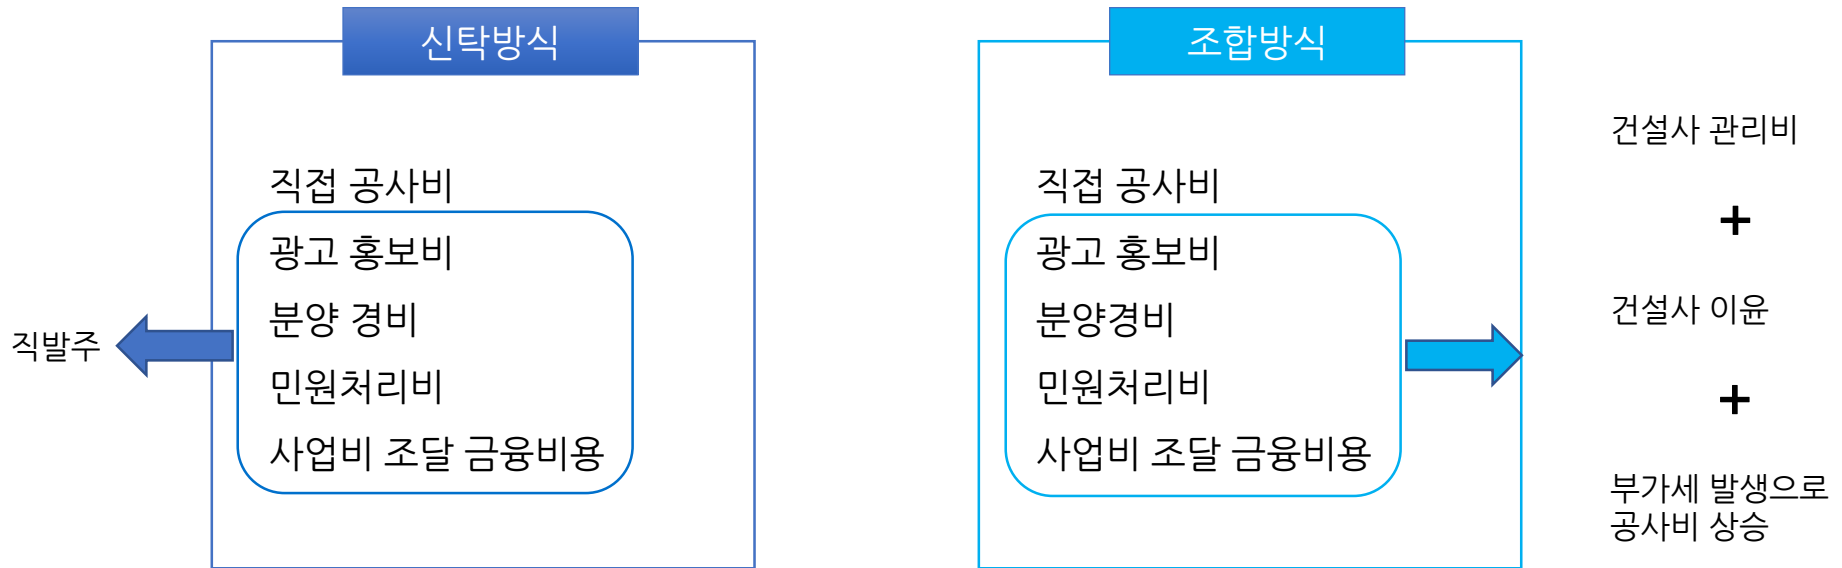 신탁방식
직접 공사비
광고 홍보비
분양 경비
민원처리비
사업비 조달 금융비용
직발주
조합방식
직접 공사비
광고 홍보비
분양경비
민원처리비
사업비 조달 금융비용
건설사 관리비
+
건설사 이윤
+
부가세 발생으로
공사비 상승